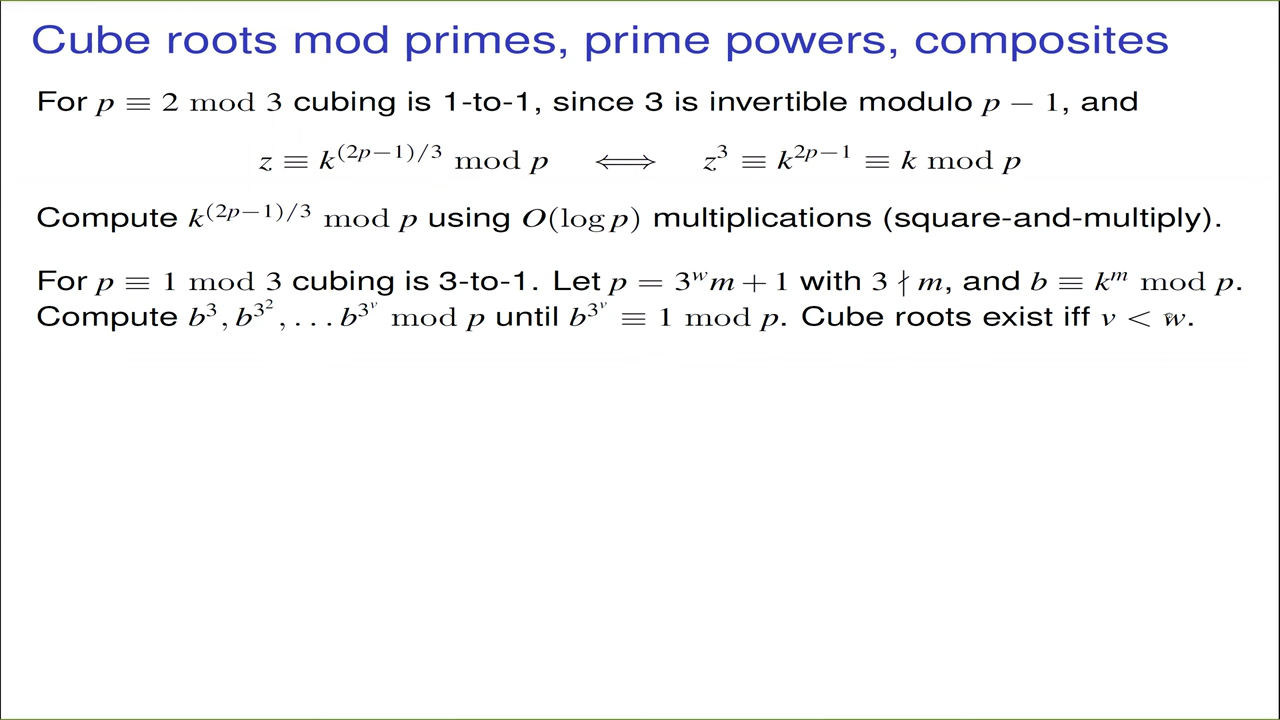 Cube roots mod primes, prime powers, composites
For p ≡ 2 mod 3 cubing is 1-to-1, since 3 is invertible modulo p − 1, and
z ≡ k^{(2p−1)/3} mod p ⟺ z^3 ≡ k^{2p−1} ≡ k mod p
Compute k^{(2p−1)/3} mod p using O(log p) multiplications (square-and-multiply).
For p ≡ 1 mod 3 cubing is 3-to-1. Let p = 3^w m + 1 with 3 ∤ m, and b ≡ k^m mod p.
Compute b^3, b^{3^2}, … b^{3^v} mod p until b^{3^v} ≡ 1 mod p. Cube roots exist iff v < w.